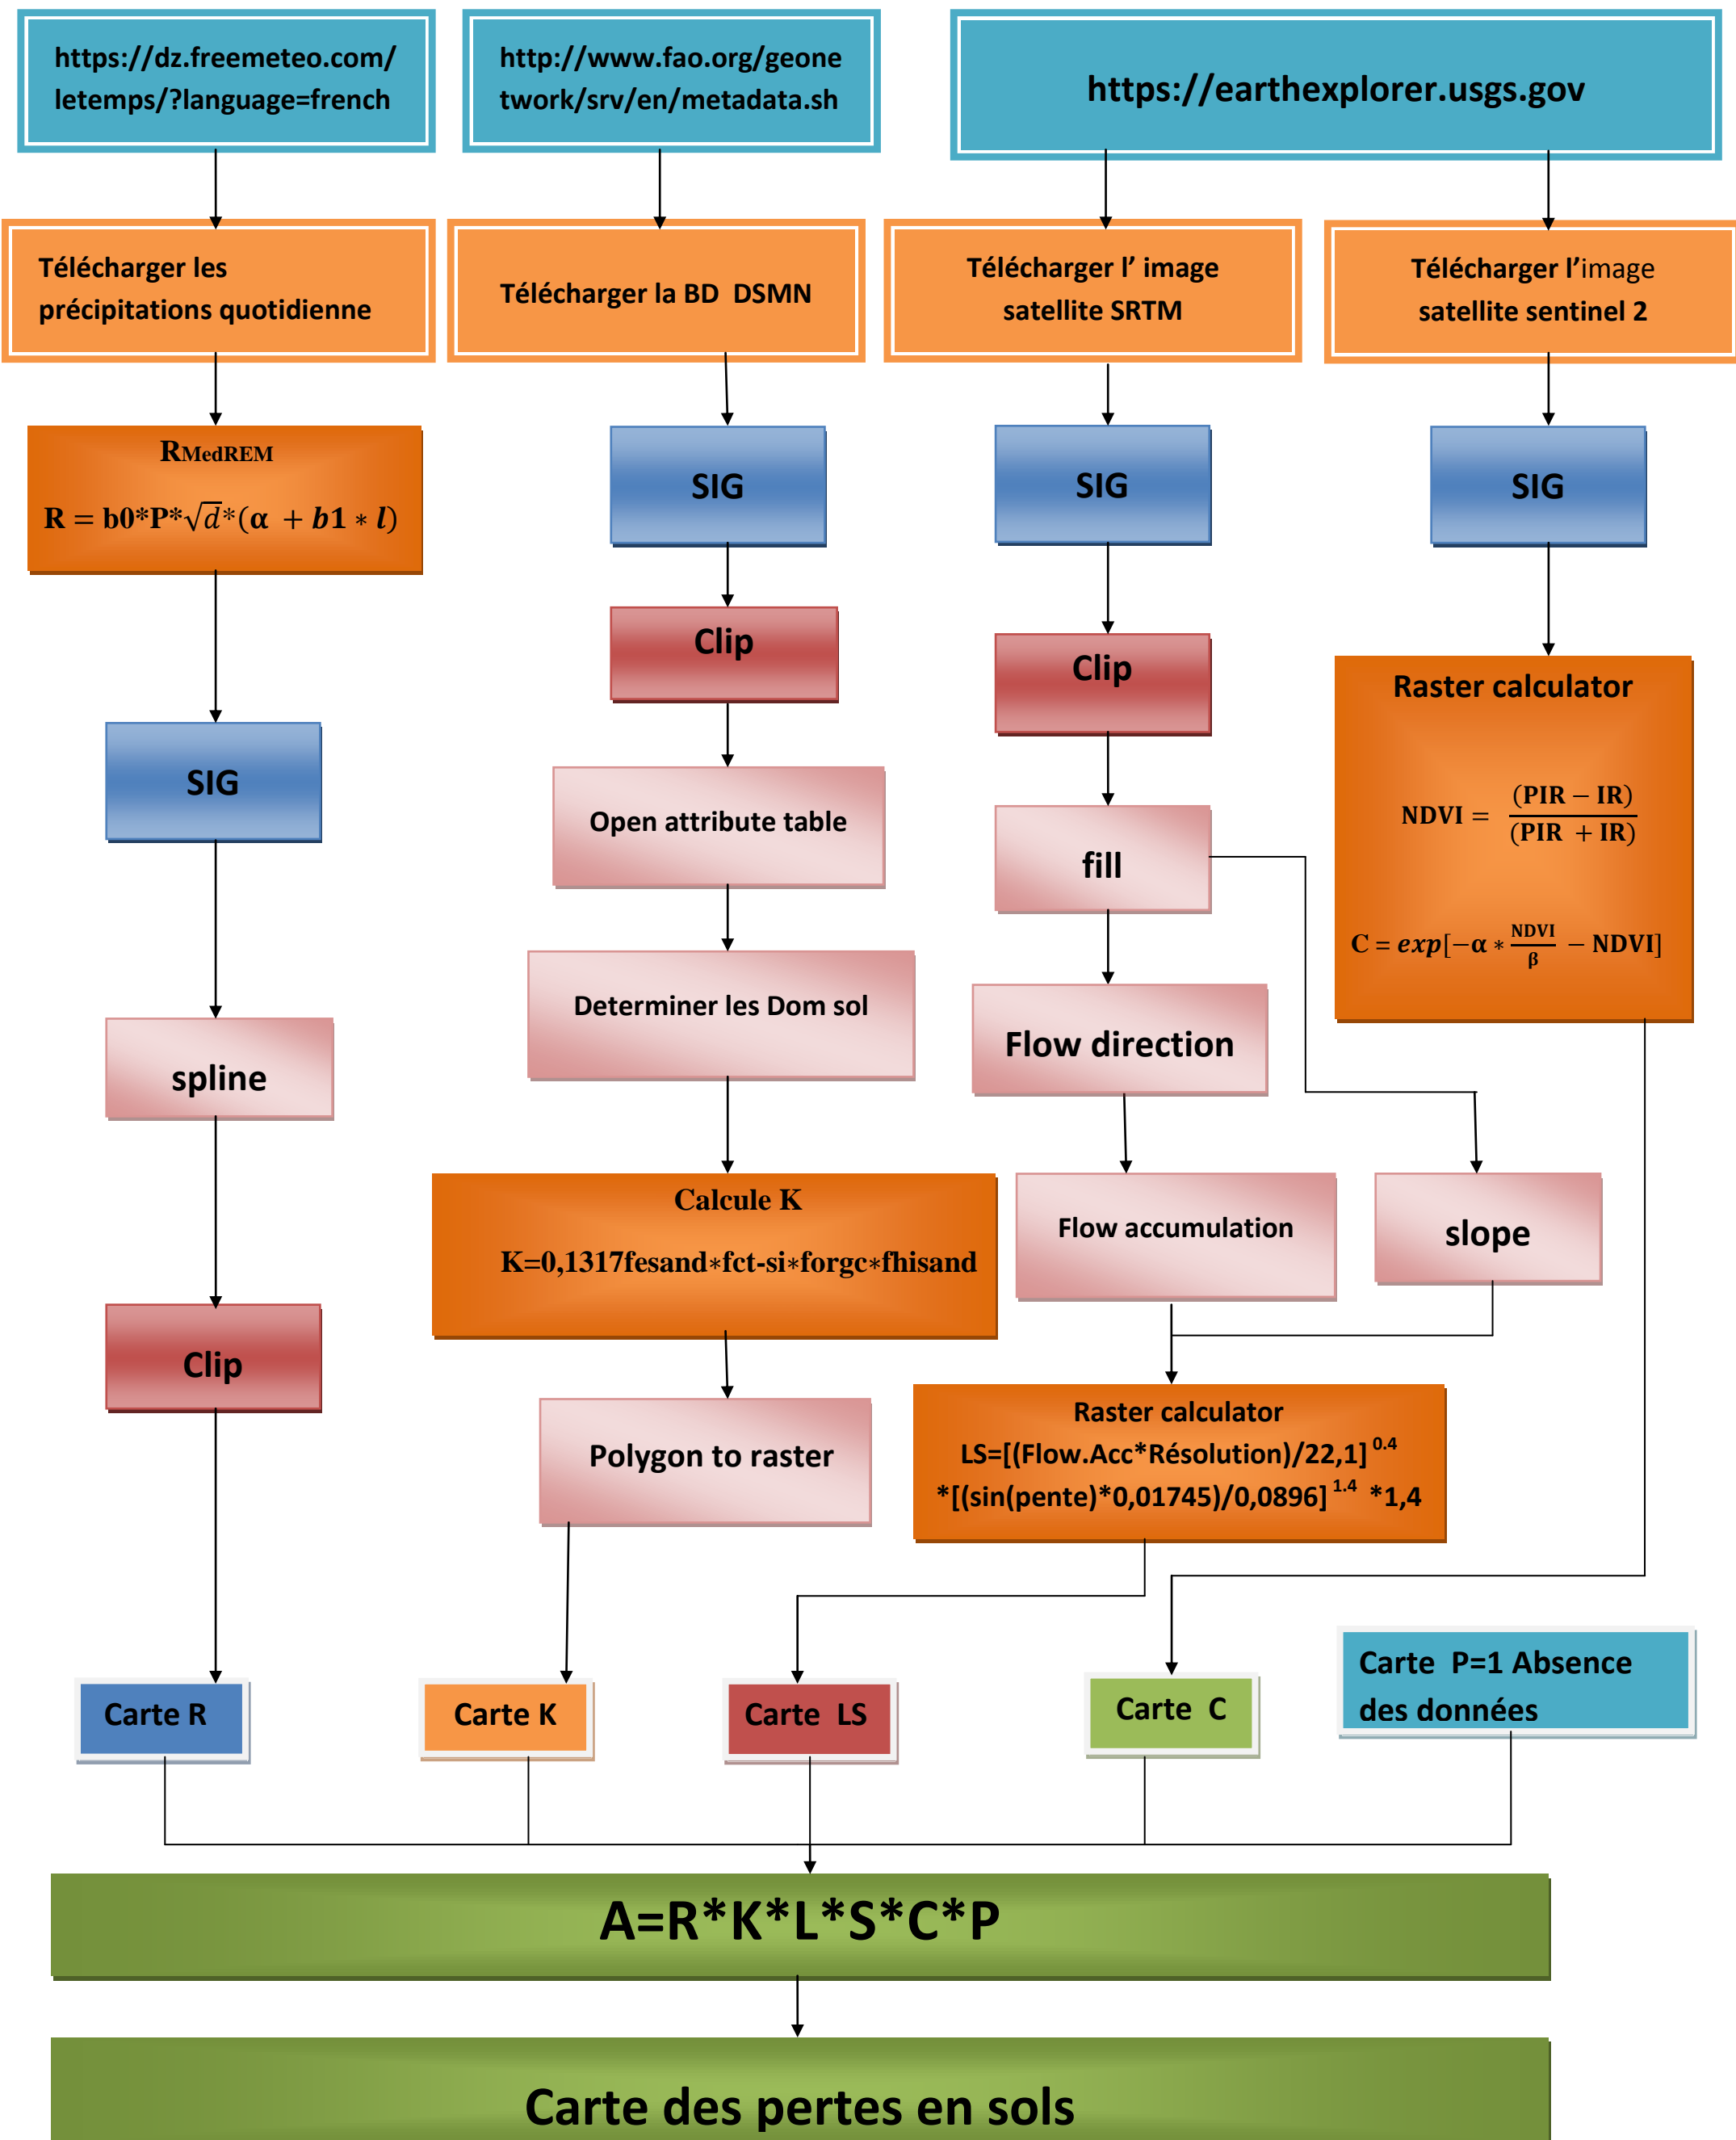 https://dz.freemeteo.com/
letemps/?language=french
http://www.fao.org/geone
twork/srv/en/metadata.sh
https://earthexplorer.usgs.gov
Télécharger les
précipitations quotidienne
Télécharger la BD DSMN
Télécharger l' image
satellite SRTM
Télécharger l'image
satellite sentinel 2
RMedREM
R = b0*P*√d*(α + b1 * l)
SIG
spline
Clip
Carte R
SIG
Clip
Open attribute table
Determiner les Dom sol
Calcule K
K=0,1317fesand*fct-si*forgc*fhisand
Polygon to raster
Carte K
SIG
Clip
fill
Flow direction
Flow accumulation
slope
Raster calculator
LS=[(Flow.Acc*Résolution)/22,1] 0.4
*[(sin(pente)*0,01745)/0,0896] 1.4 *1,4
Carte LS
SIG
Raster calculator
NDVI = (PIR − IR)
(PIR + IR)
C = exp[−α * NDVI/β − NDVI]
Carte C
Carte P=1 Absence
des données
A=R*K*L*S*C*P
Carte des pertes en sols